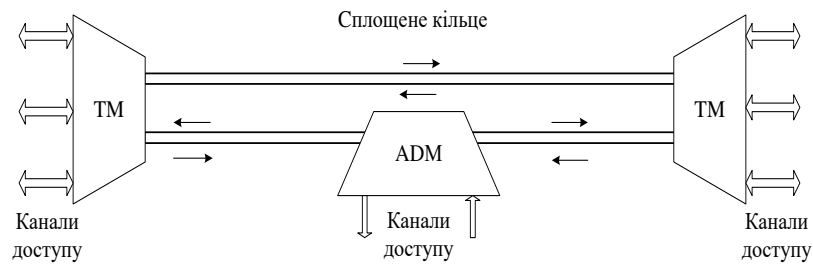 Сплощене кільце
TM
TM
ADM
Канали
доступу
Канали
доступу
Канали
доступу